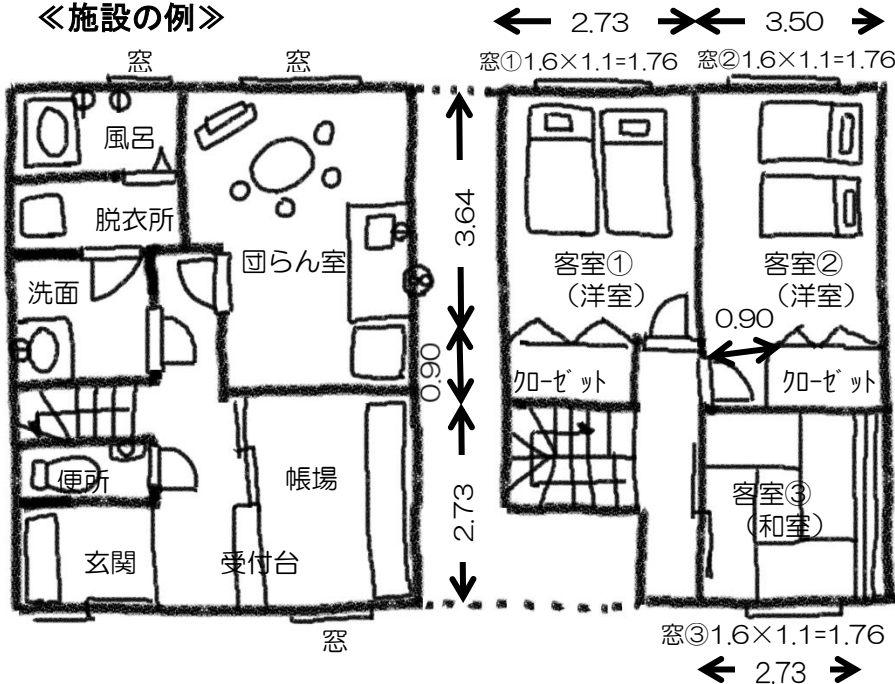 ≪施設の例≫
2.73
3.50
窓
窓
窓①1.6×1.1=1.76
窓②1.6×1.1=1.76
風呂
脱衣所
洗面
団らん室
3.64
0.90
2.73
客室①
（洋室）
客室②
（洋室）
0.90
ｸﾛｰｾﾞｯﾄ
ｸﾛｰｾﾞｯﾄ
便所
帳場
玄関
受付台
客室③
（和室）
窓
窓③1.6×1.1=1.76
2.73